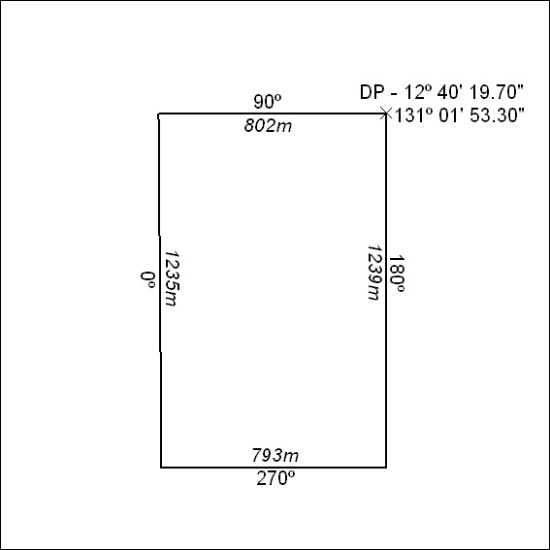 DP - 12º 40' 19.70"
131º 01' 53.30"
90º
802m
0º
1235m
1239m
180º
793m
270º